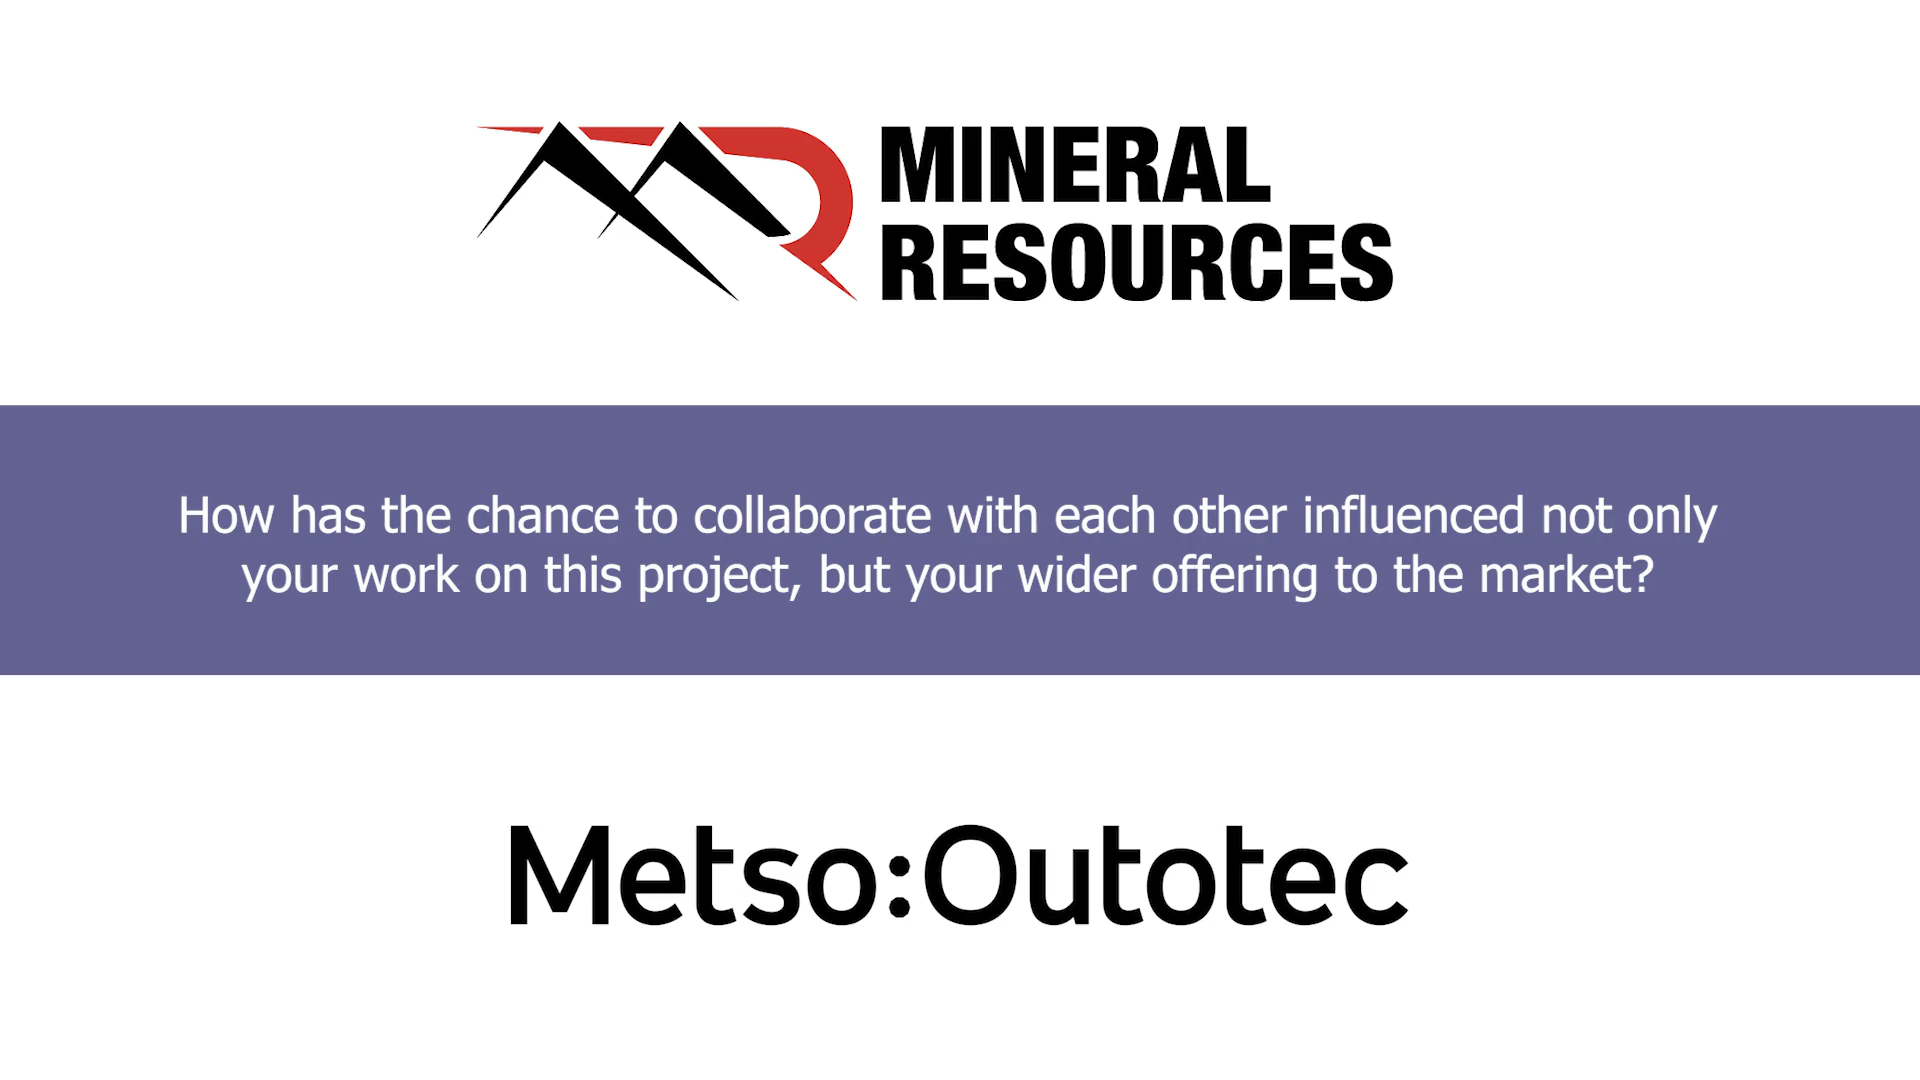 MINERAL
RESOURCES
How has the chance to collaborate with each other influenced not only
your work on this project, but your wider offering to the market?
Metso:Outotec